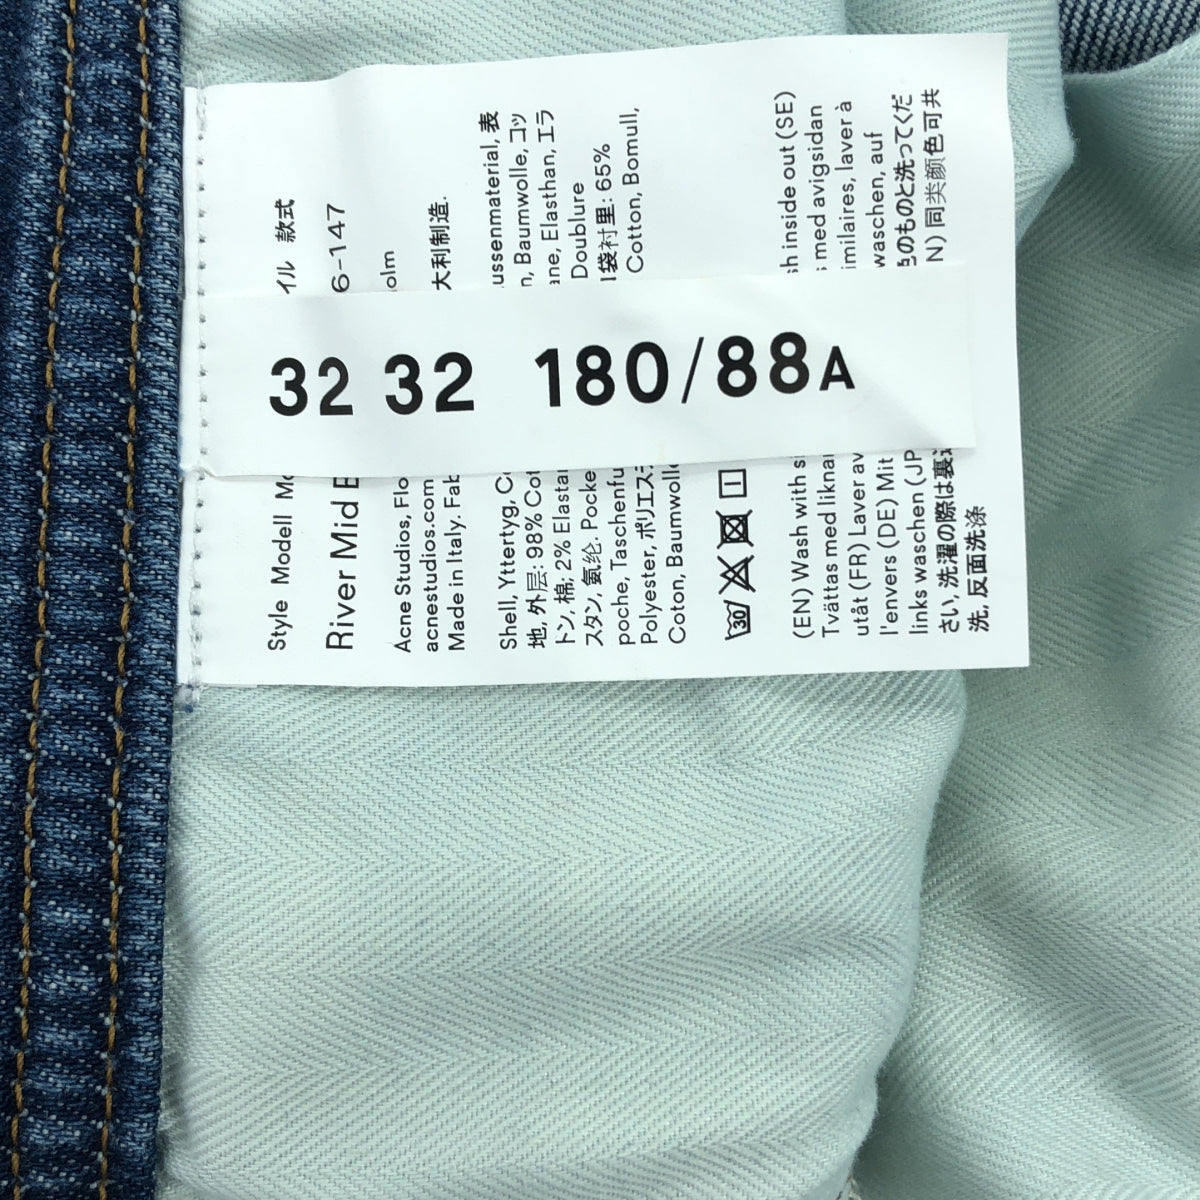 32 32 180/88A
Style Modell
イル 款式
River Mid
6-147
Acne Studios,
olm
acnestudios.com
Made in Italy.
大利制造.
Shell, Yttertyg,
ussenmaterial, 表
地, 外层: 98%
n, Baumwolle, コッ
トン, 棉; 2% Elastan
ane, Elasthan, エラ
スタン, 氨纶. Pocke
Doublure
poche, Taschenfu
袋衬里: 65%
Polyester, ポリエステ
Cotton, Bomull,
Coton, Baumwolle
30
(EN) Wash with si
sh inside out (SE)
Tvättas med liknan
s med avigsidan
utåt (FR) Laver av
imilaires, laver à
l'envers (DE) Mit
waschen, auf
links waschen (JP
色のものと洗ってくだ
さい, 洗濯の際は裏返
N) 同类颜色可共
洗, 反面洗涤